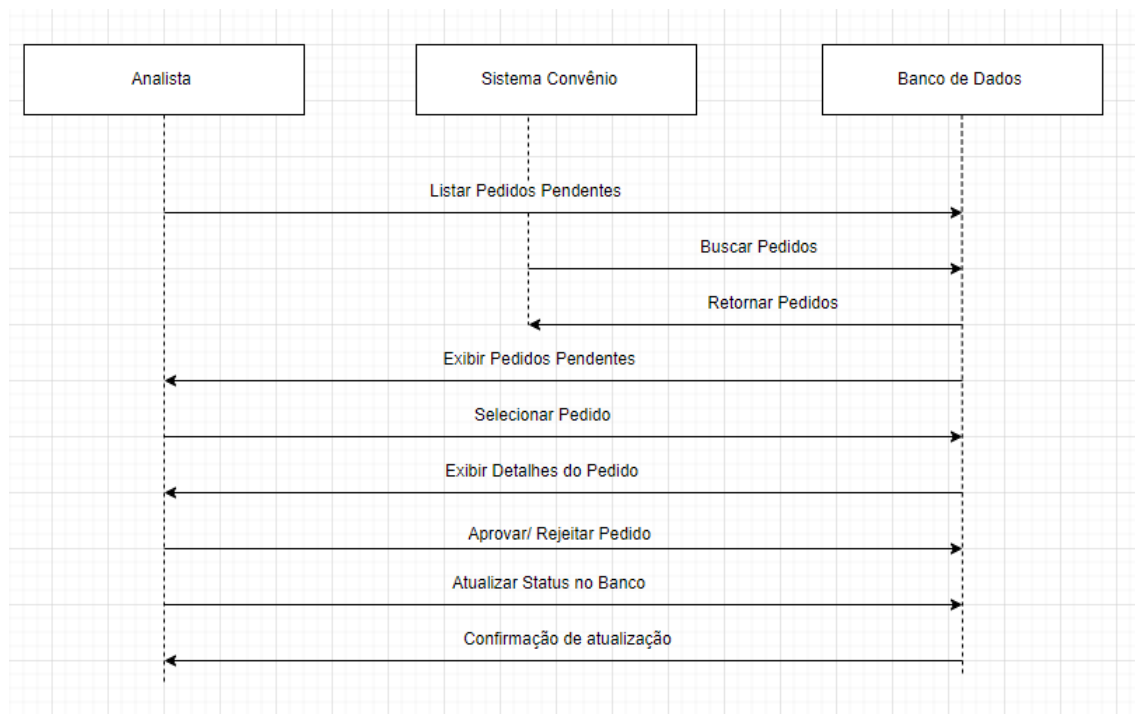 Analista
Sistema Convênio
Banco de Dados
Listar Pedidos Pendentes
Buscar Pedidos
Retornar Pedidos
Exibir Pedidos Pendentes
Selecionar Pedido
Exibir Detalhes do Pedido
Aprovar/ Rejeitar Pedido
Atualizar Status no Banco
Confirmação de atualização